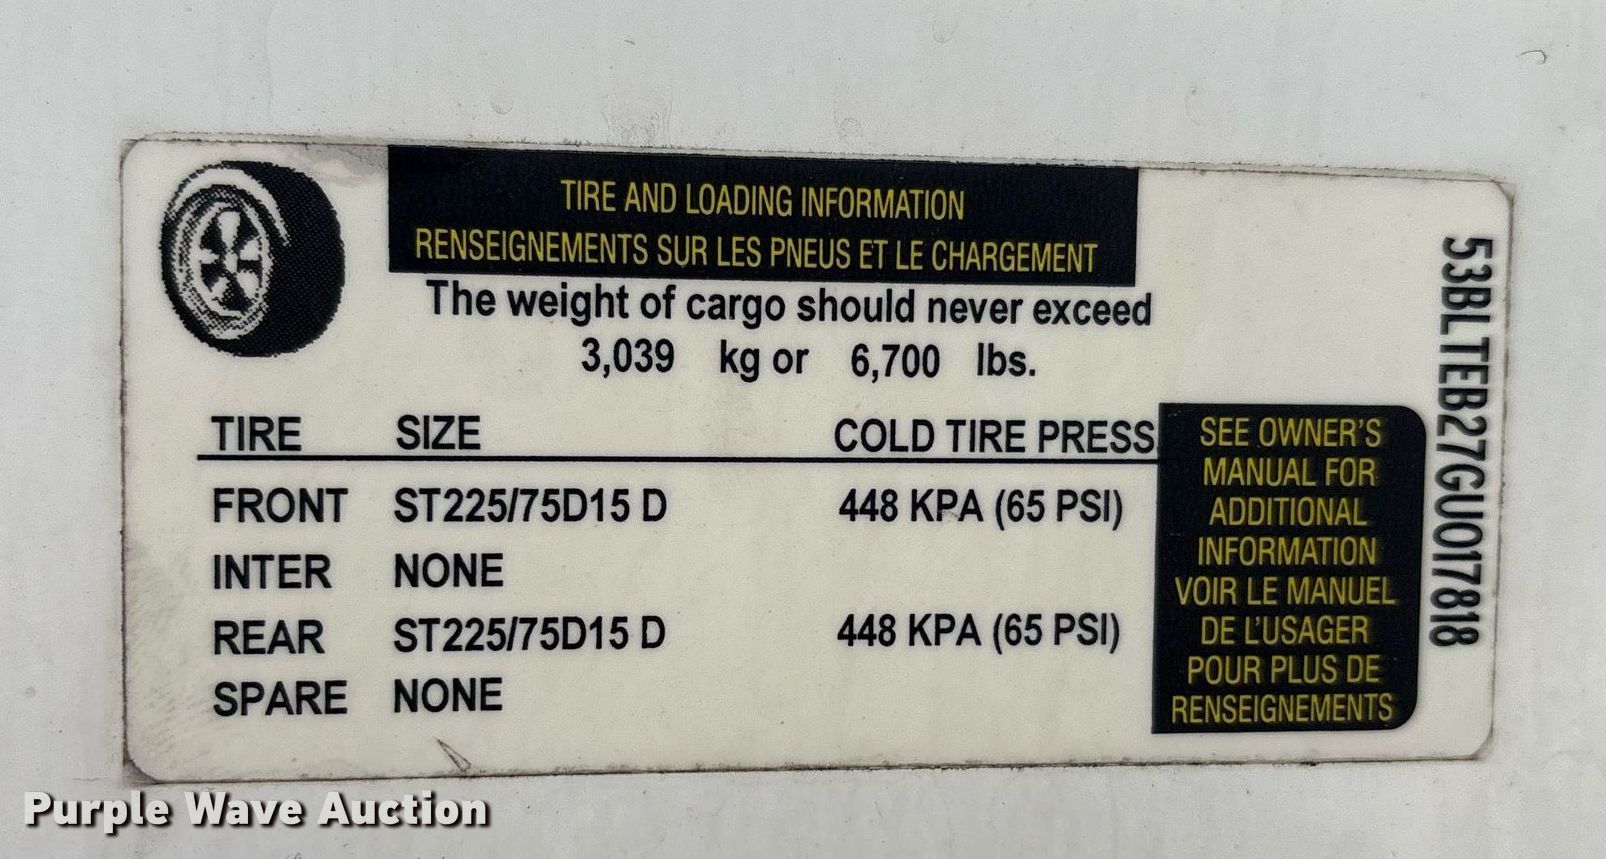 TIRE AND LOADING INFORMATION
RENSEIGNEMENTS SUR LES PNEUS ET LE CHARGEMENT
The weight of cargo should never exceed
3,039 kg or 6,700 lbs.
TIRE SIZE COLD TIRE PRESS
FRONT ST225/75D15 D 448 KPA (65 PSI)
INTER NONE
REAR ST225/75D15 D 448 KPA (65 PSI)
SPARE NONE
SEE OWNER'S
MANUAL FOR
ADDITIONAL
INFORMATION
VOIR LE MANUEL
DE L'USAGER
POUR PLUS DE
RENSEIGNEMENTS
53BLTEB27GU017818
Purple Wave Auction